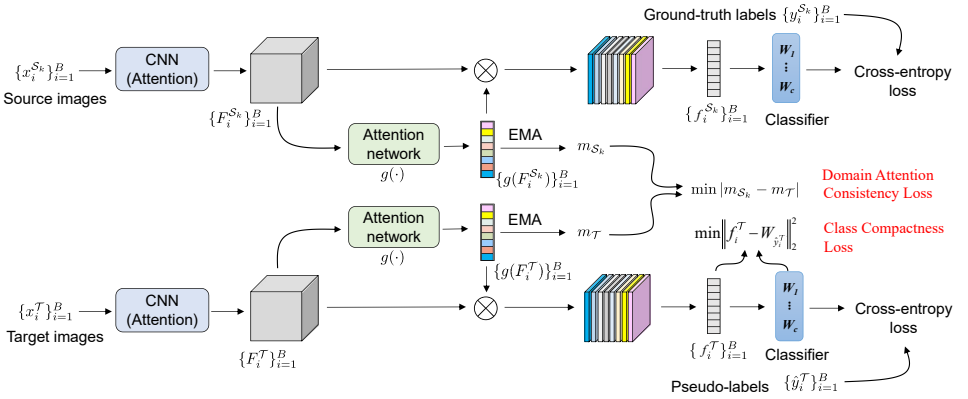 Ground-truth labels {y_i^{S_k}}_{i=1}^B
{x_i^{S_k}}_{i=1}^B
Source images
CNN
(Attention)
{F_i^{S_k}}_{i=1}^B
⊗
{f_i^{S_k}}_{i=1}^B
W_1
⋮
W_c
Classifier
Cross-entropy
loss
Attention
network
g(·)
{g(F_i^{S_k})}_{i=1}^B
EMA
m_{S_k}
min |m_{S_k} − m_T|
Domain Attention
Consistency Loss
Attention
network
g(·)
{g(F_i^T)}_{i=1}^B
EMA
m_T
min‖f_i^T − W_{ŷ_i^T}‖_2^2
Class Compactness
Loss
{x_i^T}_{i=1}^B
Target images
CNN
(Attention)
{F_i^T}_{i=1}^B
⊗
{f_i^T}_{i=1}^B
W_1
⋮
W_c
Classifier
Cross-entropy
loss
Pseudo-labels {ŷ_i^T}_{i=1}^B